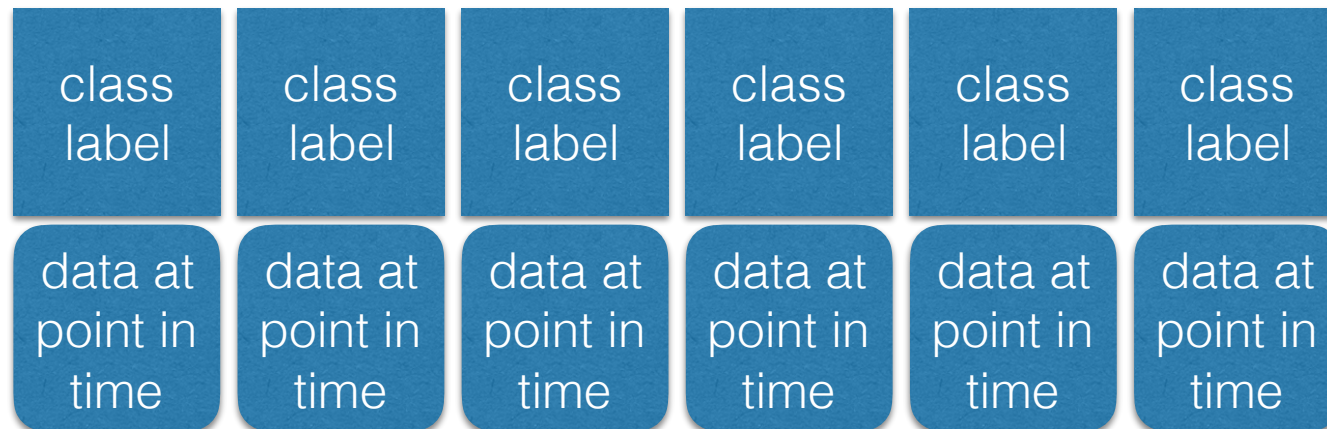 class class class class class class
label label label label label label
data at data at data at data at data at data at
point in point in point in point in point in point in
time time time time time time